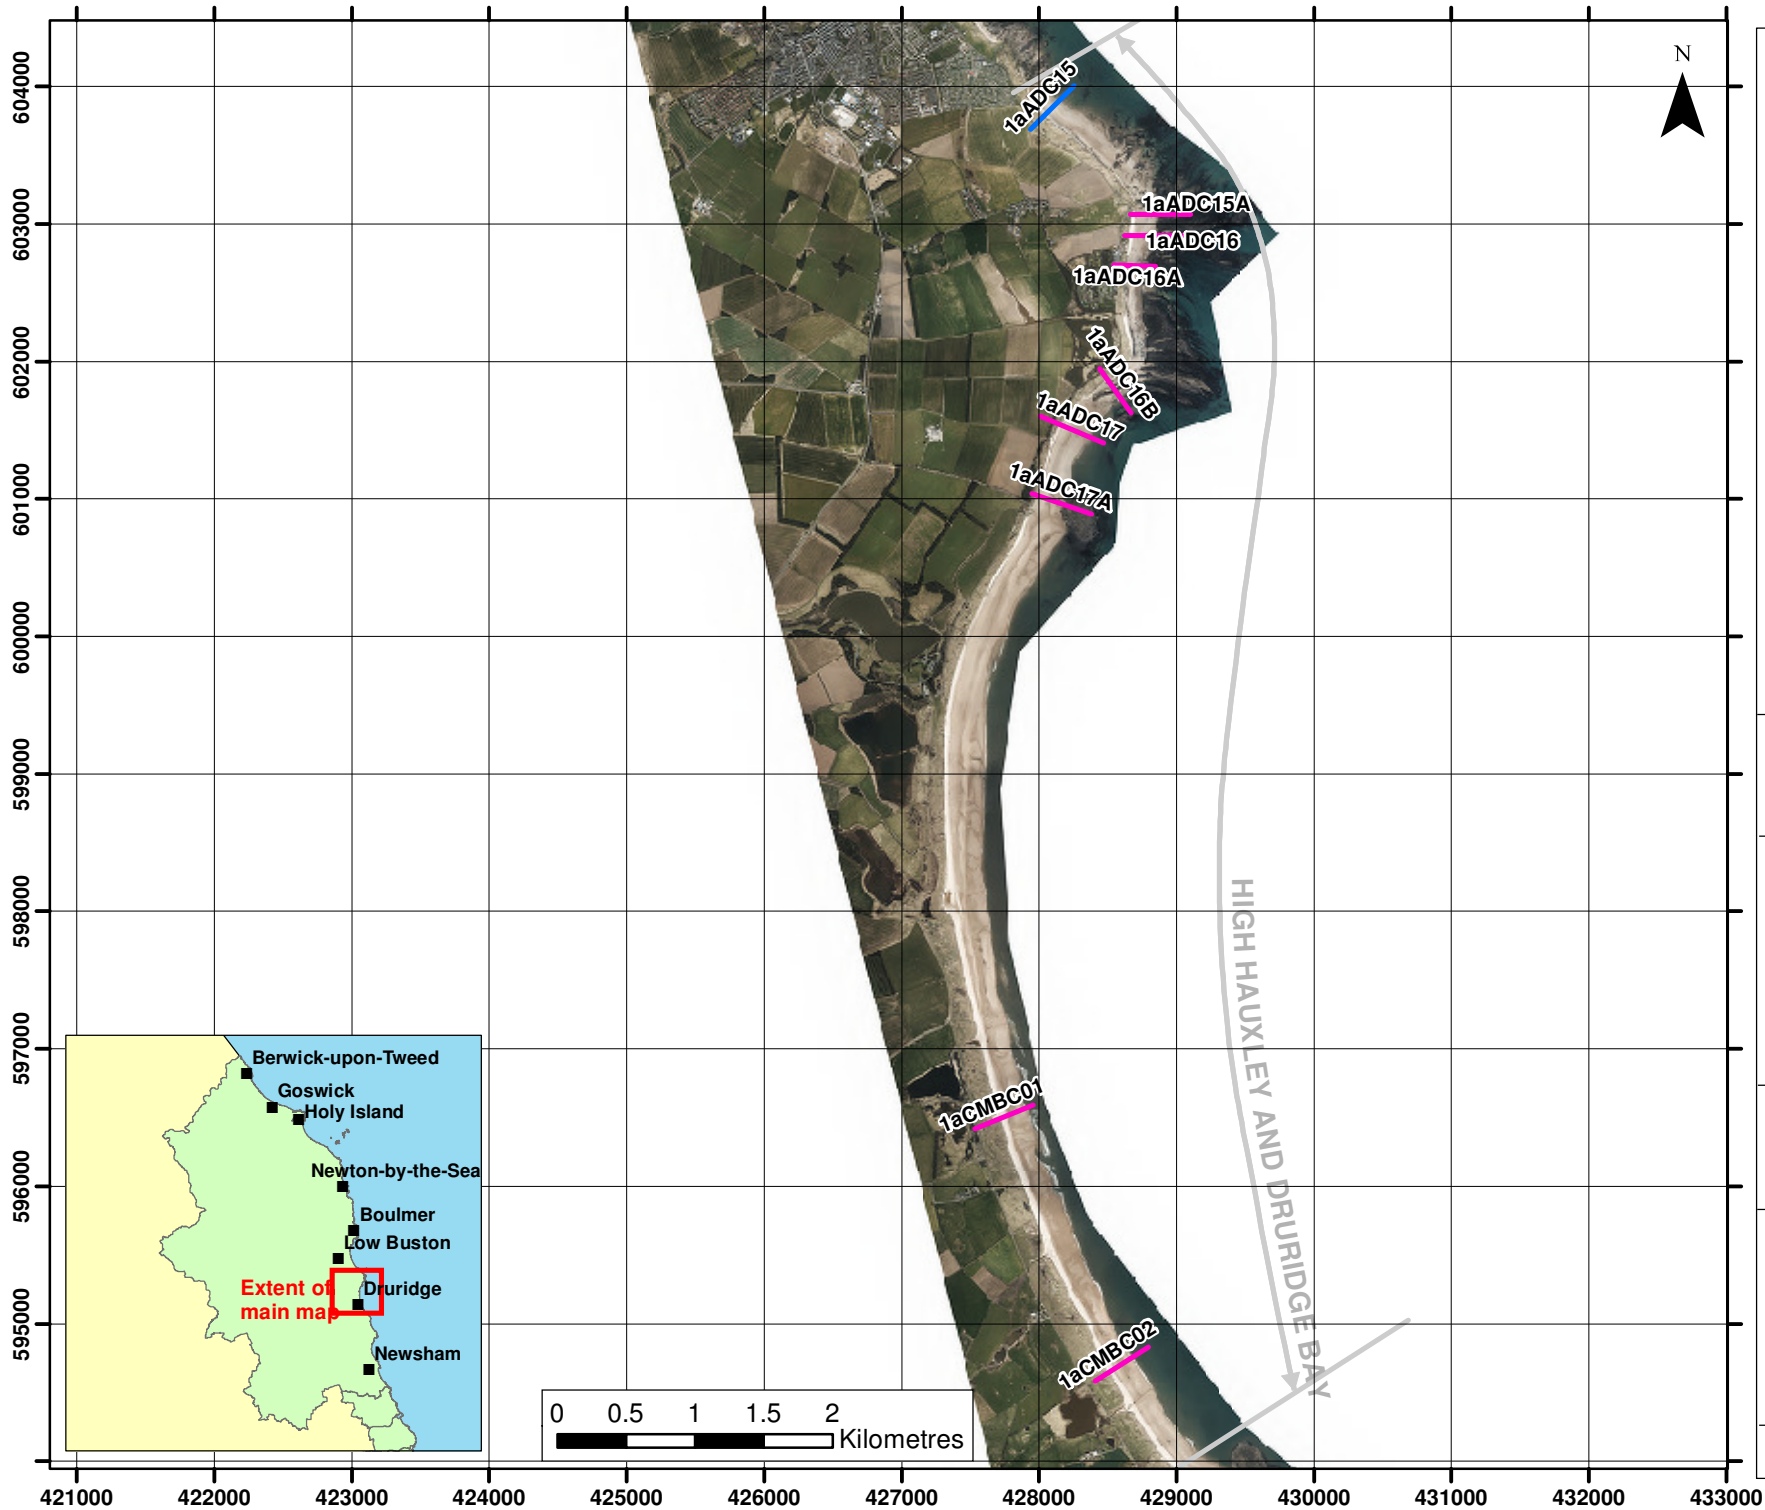 N
604000
603000
602000
601000
600000
599000
598000
597000
596000
595000
1aADC15
1aADC15A
1aADC16
1aADC16A
1aADC16B
1aADC17
1aADC17A
1aCMBC01
1aCMBC02
HIGH HAUXLEY AND DRURIDGE BAY
Berwick-upon-Tweed
Goswick
Holy Island
Newton-by-the-Sea
Boulmer
Low Buston
Extent of
main map
Druridge
Newsham
0 0.5 1 1.5 2
Kilometres
421000 422000 423000 424000 425000 426000 427000 428000 429000 430000 431000 432000 433000